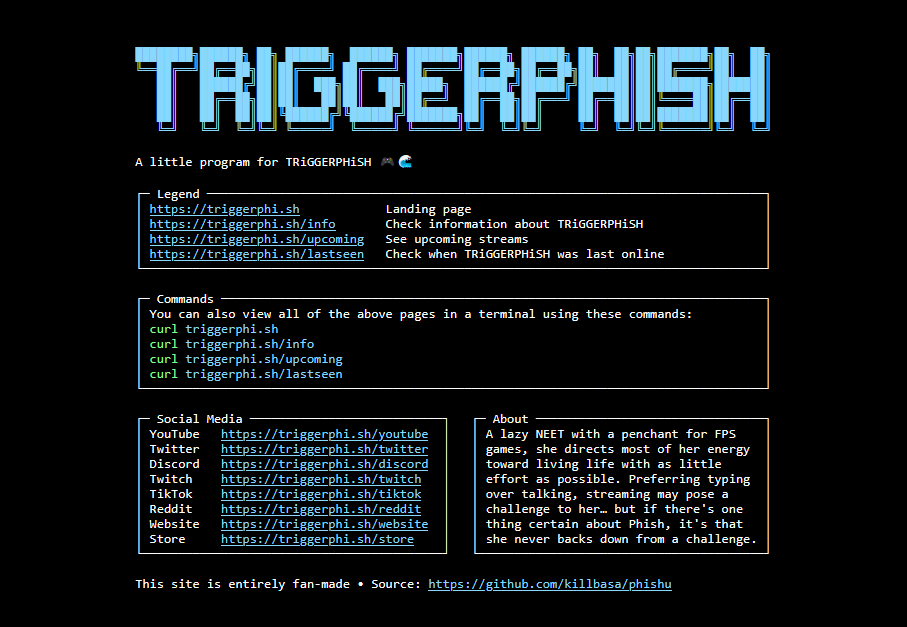 TRiGGERPHiSH
A little program for TRiGGERPHiSH 🎮 🌊
Legend
https://triggerphi.sh Landing page
https://triggerphi.sh/info Check information about TRiGGERPHiSH
https://triggerphi.sh/upcoming See upcoming streams
https://triggerphi.sh/lastseen Check when TRiGGERPHiSH was last online
Commands
You can also view all of the above pages in a terminal using these commands:
curl triggerphi.sh
curl triggerphi.sh/info
curl triggerphi.sh/upcoming
curl triggerphi.sh/lastseen
Social Media
YouTube https://triggerphi.sh/youtube
Twitter https://triggerphi.sh/twitter
Discord https://triggerphi.sh/discord
Twitch https://triggerphi.sh/twitch
TikTok https://triggerphi.sh/tiktok
Reddit https://triggerphi.sh/reddit
Website https://triggerphi.sh/website
Store https://triggerphi.sh/store
About
A lazy NEET with a penchant for FPS
games, she directs most of her energy
toward living life with as little
effort as possible. Preferring typing
over talking, streaming may pose a
challenge to her… but if there's one
thing certain about Phish, it's that
she never backs down from a challenge.
This site is entirely fan-made • Source: https://github.com/killbasa/phishu